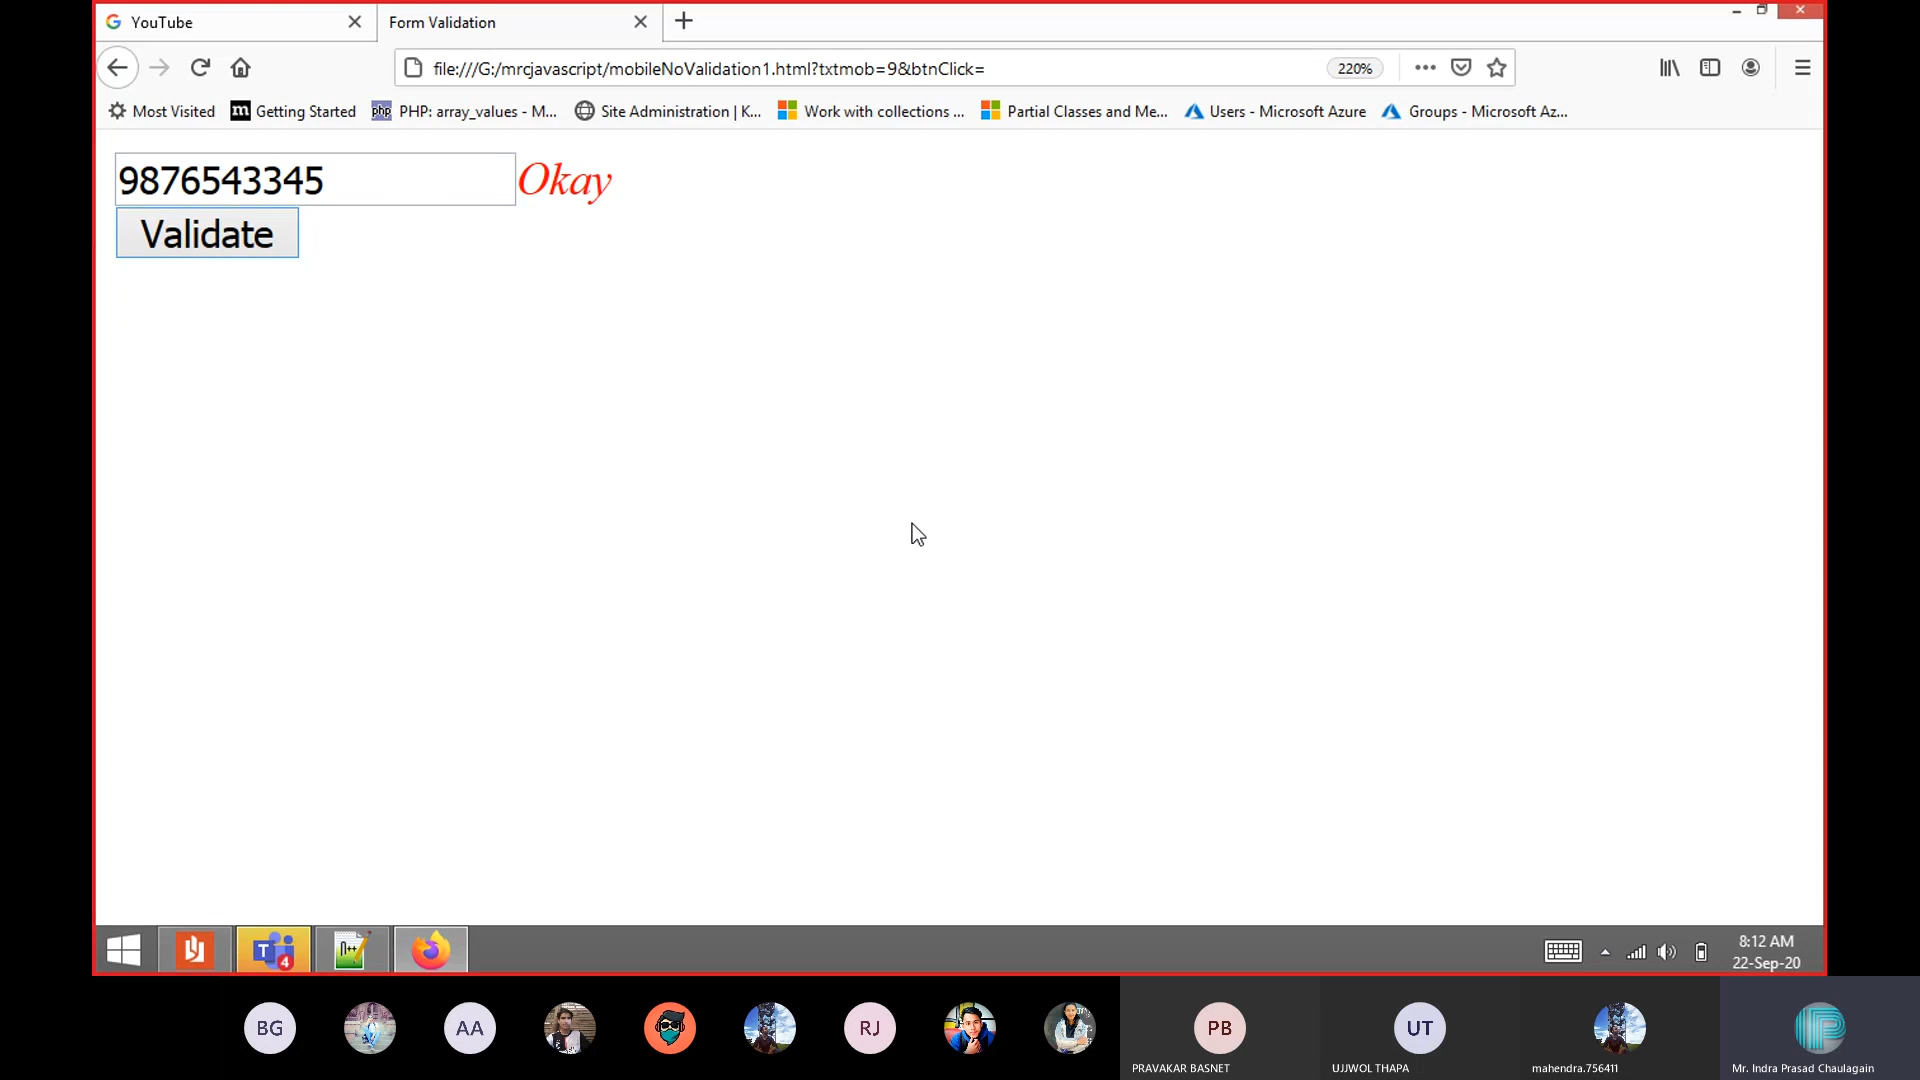 YouTube
Form Validation
file:///G:/mrcjavascript/mobileNoValidation1.html?txtmob=9&btnClick=
220%
Most Visited
m Getting Started
php PHP: array_values - M...
Site Administration | K...
Work with collections ...
Partial Classes and Me...
Users - Microsoft Azure
Groups - Microsoft Az...
9876543345
Okay
Validate
T 4
n++
8:12 AM
22-Sep-20
BG
AA
RJ
PB
UT
PRAVAKAR BASNET
UJJWOL THAPA
mahendra.756411
Mr. Indra Prasad Chaulagain